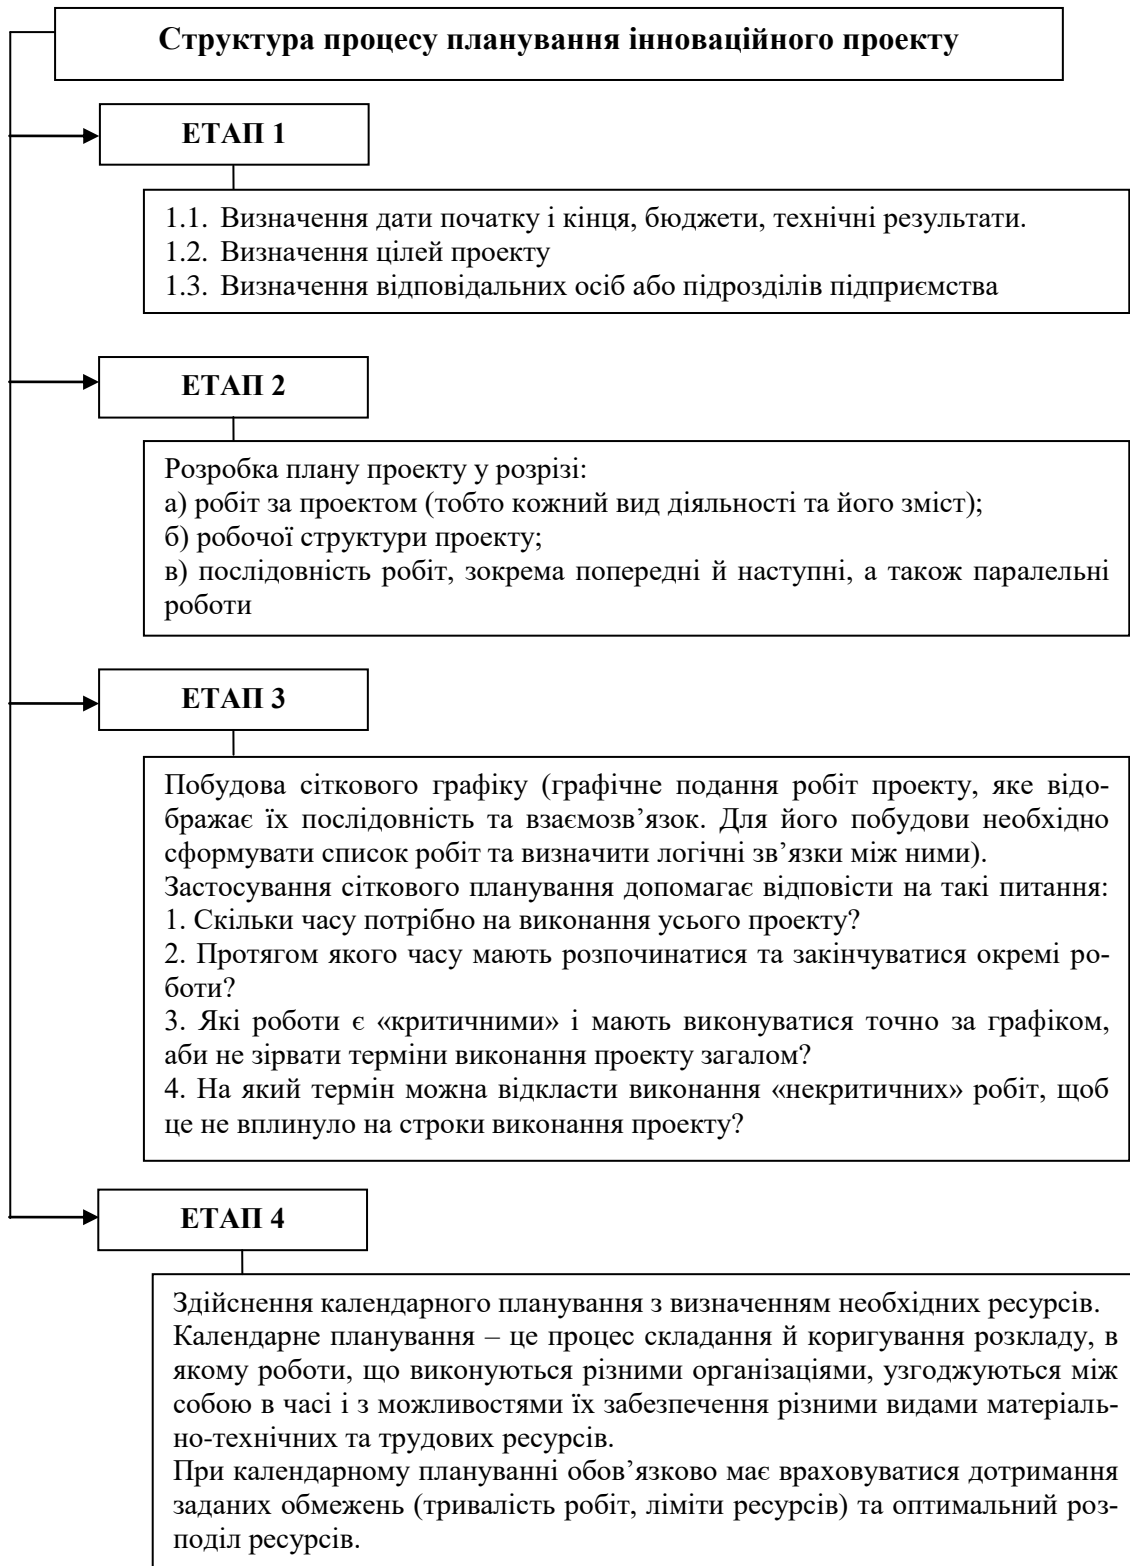 Структура процесу планування інноваційного проекту
ЕТАП 1
1.1. Визначення дати початку і кінця, бюджети, технічні результати.
1.2. Визначення цілей проекту
1.3. Визначення відповідальних осіб або підрозділів підприємства
ЕТАП 2
Розробка плану проекту у розрізі:
а) робіт за проектом (тобто кожний вид діяльності та його зміст);
б) робочої структури проекту;
в) послідовність робіт, зокрема попередні й наступні, а також паралельні
роботи
ЕТАП 3
Побудова сіткового графіку (графічне подання робіт проекту, яке відо-
бражає їх послідовність та взаємозв’язок. Для його побудови необхідно
сформувати список робіт та визначити логічні зв’язки між ними).
Застосування сіткового планування допомагає відповісти на такі питання:
1. Скільки часу потрібно на виконання усього проекту?
2. Протягом якого часу мають розпочинатися та закінчуватися окремі ро-
боти?
3. Які роботи є «критичними» і мають виконуватися точно за графіком,
аби не зірвати терміни виконання проекту загалом?
4. На який термін можна відкласти виконання «некритичних» робіт, щоб
це не вплинуло на строки виконання проекту?
ЕТАП 4
Здійснення календарного планування з визначенням необхідних ресурсів.
Календарне планування – це процес складання й коригування розкладу, в
якому роботи, що виконуються різними організаціями, узгоджуються між
собою в часі і з можливостями їх забезпечення різними видами матеріаль-
но-технічних та трудових ресурсів.
При календарному плануванні обов’язково має враховуватися дотримання
заданих обмежень (тривалість робіт, ліміти ресурсів) та оптимальний роз-
поділ ресурсів.